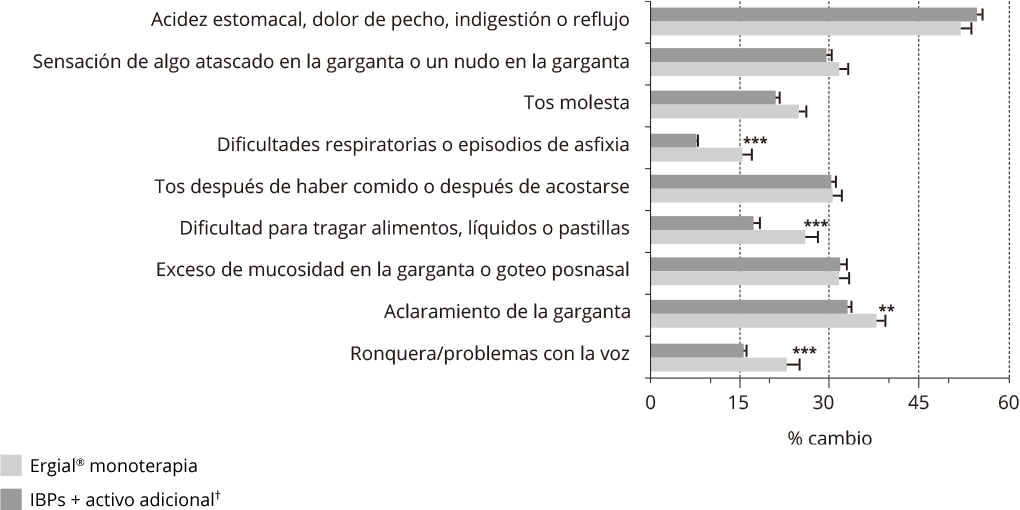 Acidez estomacal, dolor de pecho, indigestión o reflujo
Sensación de algo atascado en la garganta o un nudo en la garganta
Tos molesta
Dificultades respiratorias o episodios de asfixia
***
Tos después de haber comido o después de acostarse
Dificultad para tragar alimentos, líquidos o pastillas
***
Exceso de mucosidad en la garganta o goteo posnasal
Aclaramiento de la garganta
**
Ronquera/problemas con la voz
***
0 15 30 45 60
% cambio
Ergial® monoterapia
IBPs + activo adicional†